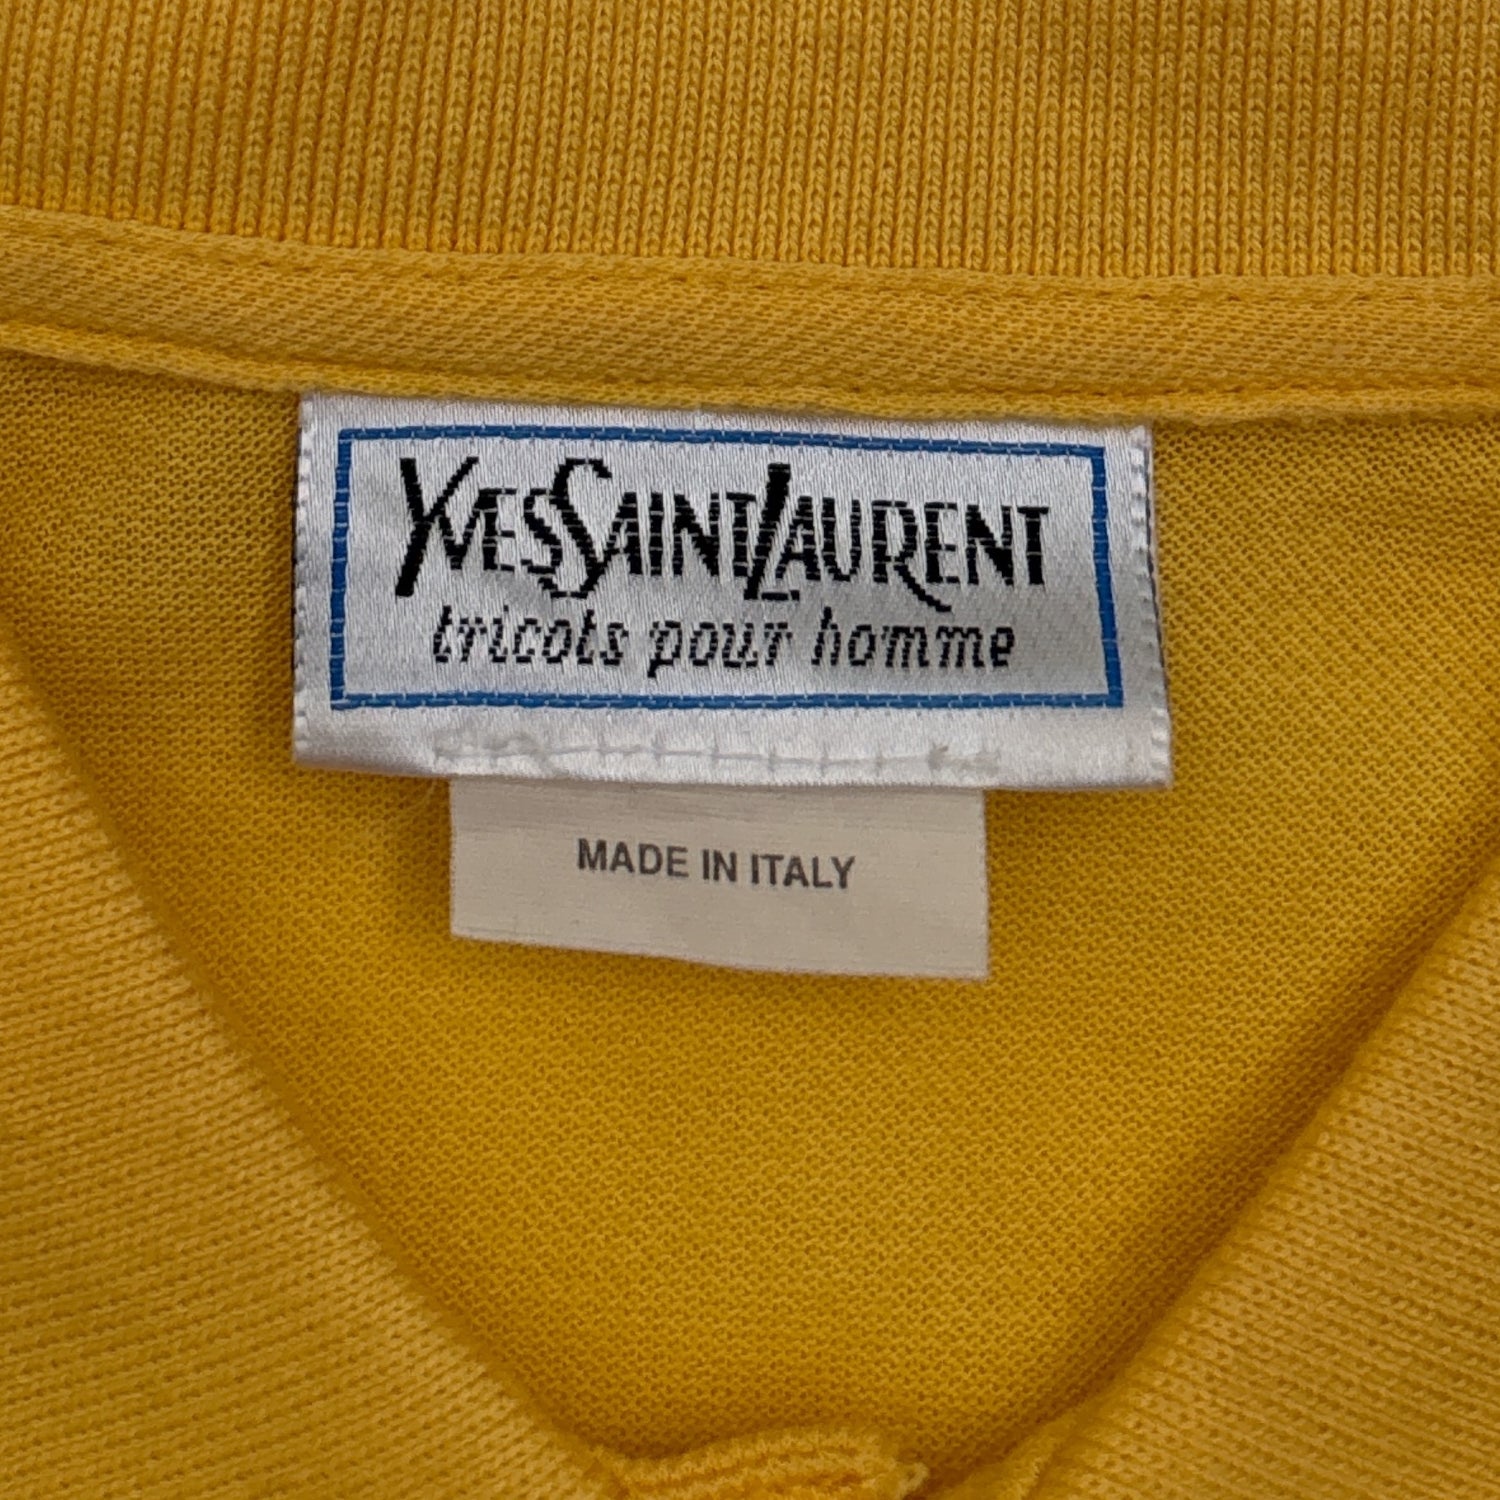 YVESSAINTLAURENT
tricots pour homme
MADE IN ITALY